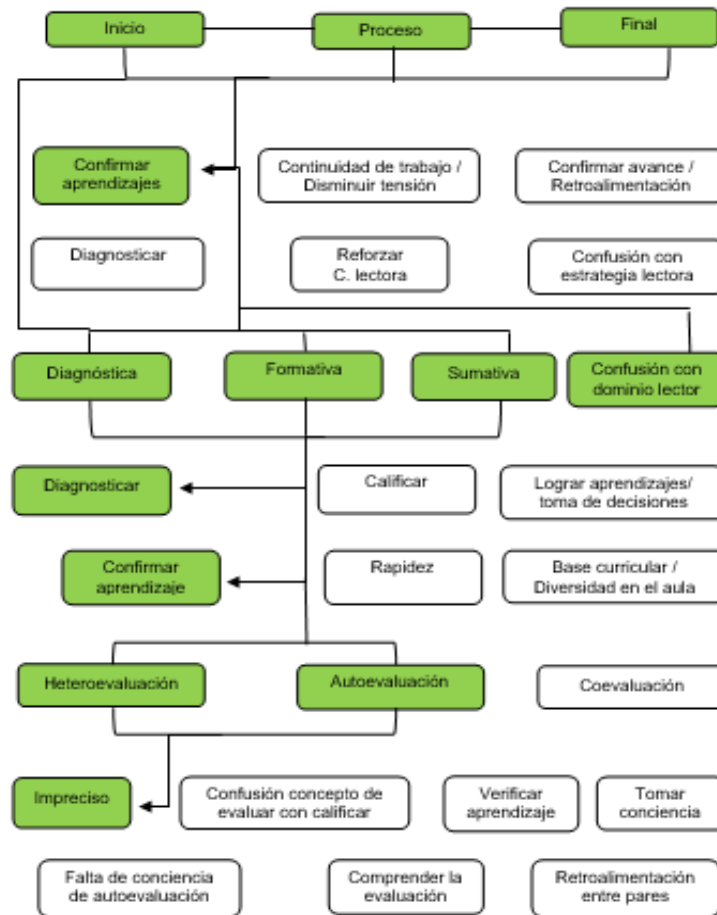 Inicio
Proceso
Final
Confirmar
aprendizajes
Continuidad de trabajo /
Disminuir tensión
Confirmar avance /
Retroalimentación
Diagnosticar
Reforzar
C. lectora
Confusión con
estrategia lectora
Diagnóstica
Formativa
Sumativa
Confusión con
dominio lector
Diagnosticar
Calificar
Lograr aprendizajes/
toma de decisiones
Confirmar
aprendizaje
Rapidez
Base curricular /
Diversidad en el aula
Heteroevaluación
Autoevaluación
Coevaluación
Impreciso
Confusión concepto de
evaluar con calificar
Verificar
aprendizaje
Tomar
conciencia
Falta de conciencia
de autoevaluación
Comprender la
evaluación
Retroalimentación
entre pares